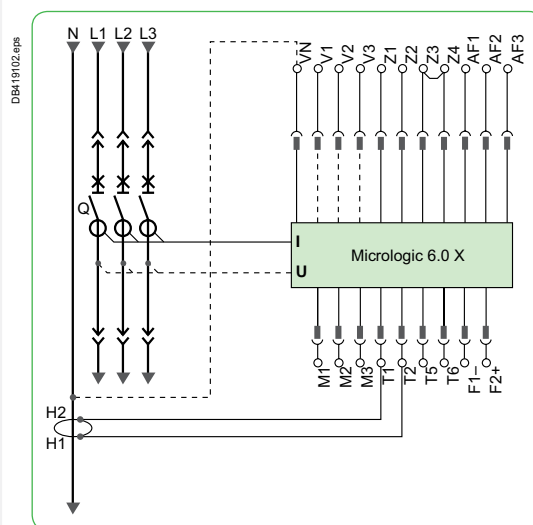 DB419102.eps
N L1 L2 L3
VN V1 V2 V3 Z1 Z2 Z3 Z4 AF1 AF2 AF3
Q
I
Micrologic 6.0 X
U
M1 M2 M3 T1 T2 T5 T6 F1– F2+
H2
H1